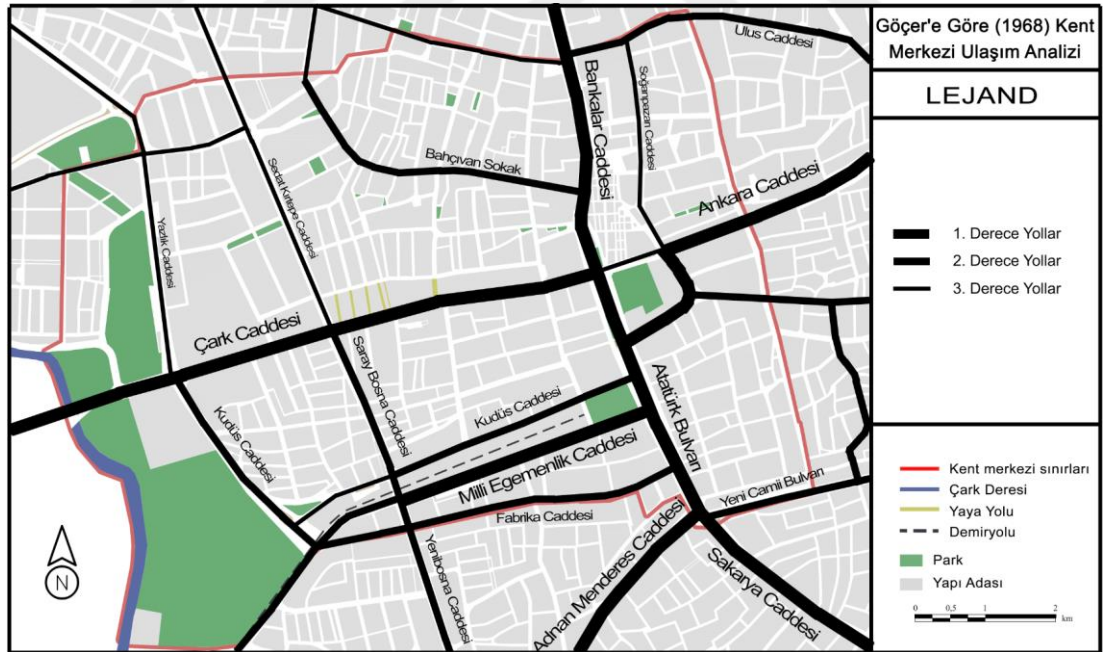 Göçer'e Göre (1968) Kent
Merkezi Ulaşım Analizi
LEJAND
1. Derece Yollar
2. Derece Yollar
3. Derece Yollar
Kent merkezi sınırları
Çark Deresi
Yaya Yolu
Demiryolu
Park
Yapı Adası
0 0,5 1 2
km
N
Ulus Caddesi
Bankalar Caddesi
Soğanpazarı Caddesi
Bahçıvan Sokak
Ankara Caddesi
Sedat Kirtepe Caddesi
Yazlık Caddesi
Çark Caddesi
Saray Bosna Caddesi
Kudüs Caddesi
Kudüs Caddesi
Atatürk Bulvarı
Milli Egemenlik Caddesi
Fabrika Caddesi
Yeni Camii Bulvarı
Yenibosna Caddesi
Adnan Menderes Caddesi
Sakarya Caddesi